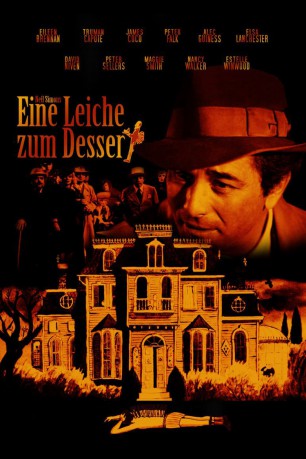 EILEEN TRUMAN JAMES PETER ALEC ELSA
BRENNAN CAPOTE COCO FALK GUINESS LANCHESTER
DAVID PETER MAGGIE NANCY ESTELLE
NIVEN SELLERS SMITH WALKER WINWOOD
Neil Simons
Eine Leiche
zum Dessert